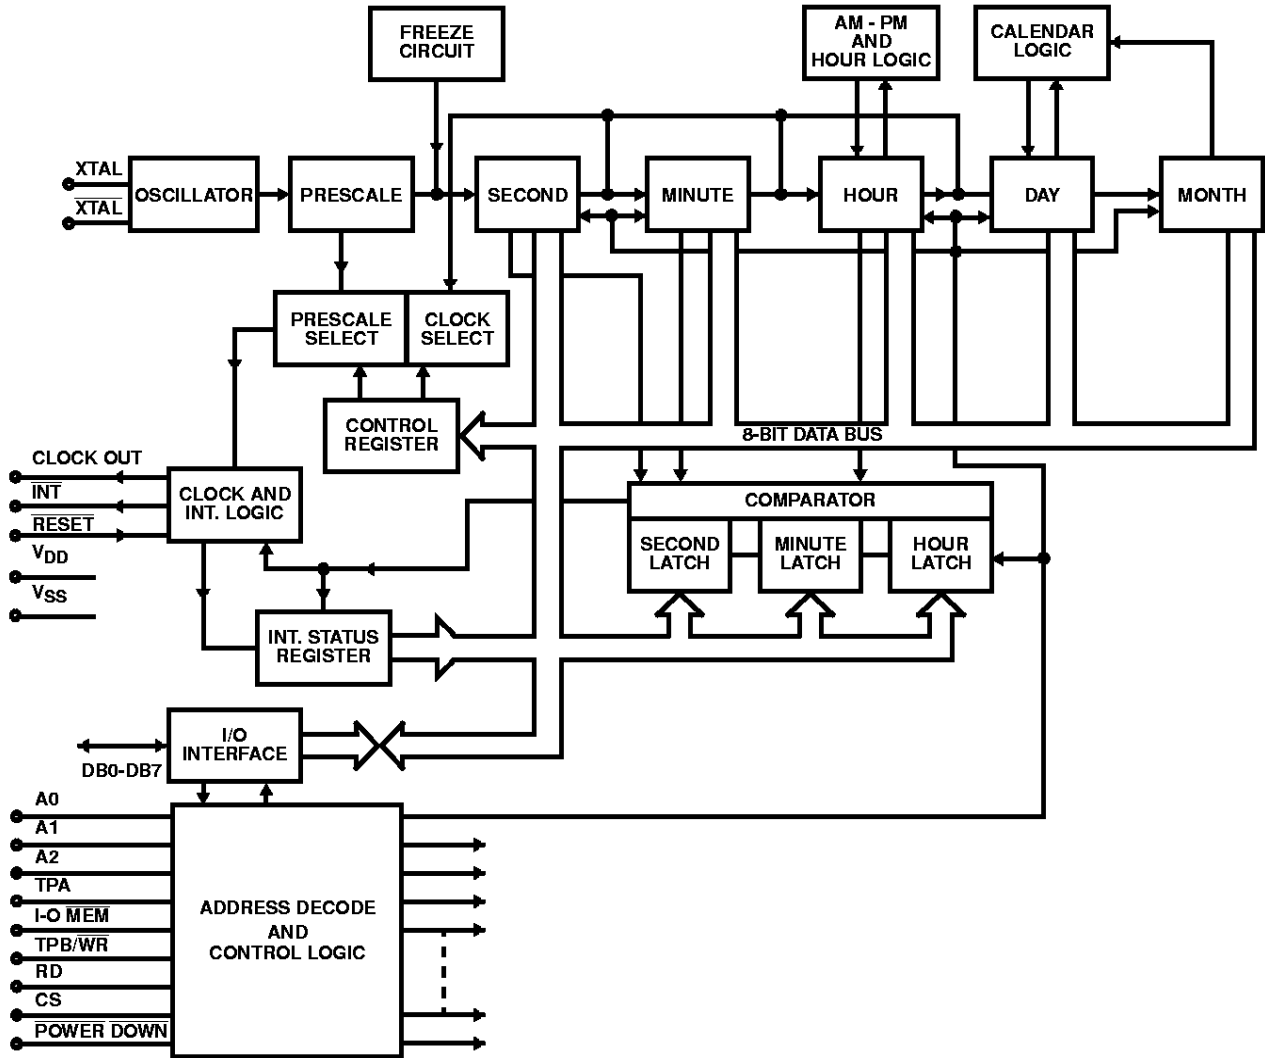 FREEZE
CIRCUIT
AM - PM
AND
HOUR LOGIC
CALENDAR
LOGIC
XTAL
XTAL
OSCILLATOR
PRESCALE
SECOND
MINUTE
HOUR
DAY
MONTH
PRESCALE
SELECT
CLOCK
SELECT
CONTROL
REGISTER
8-BIT DATA BUS
CLOCK OUT
INT
RESET
VDD
VSS
CLOCK AND
INT. LOGIC
COMPARATOR
SECOND
LATCH
MINUTE
LATCH
HOUR
LATCH
INT. STATUS
REGISTER
I/O
INTERFACE
DB0-DB7
A0
A1
A2
TPA
I-O MEM
TPB/WR
RD
CS
POWER DOWN
ADDRESS DECODE
AND
CONTROL LOGIC